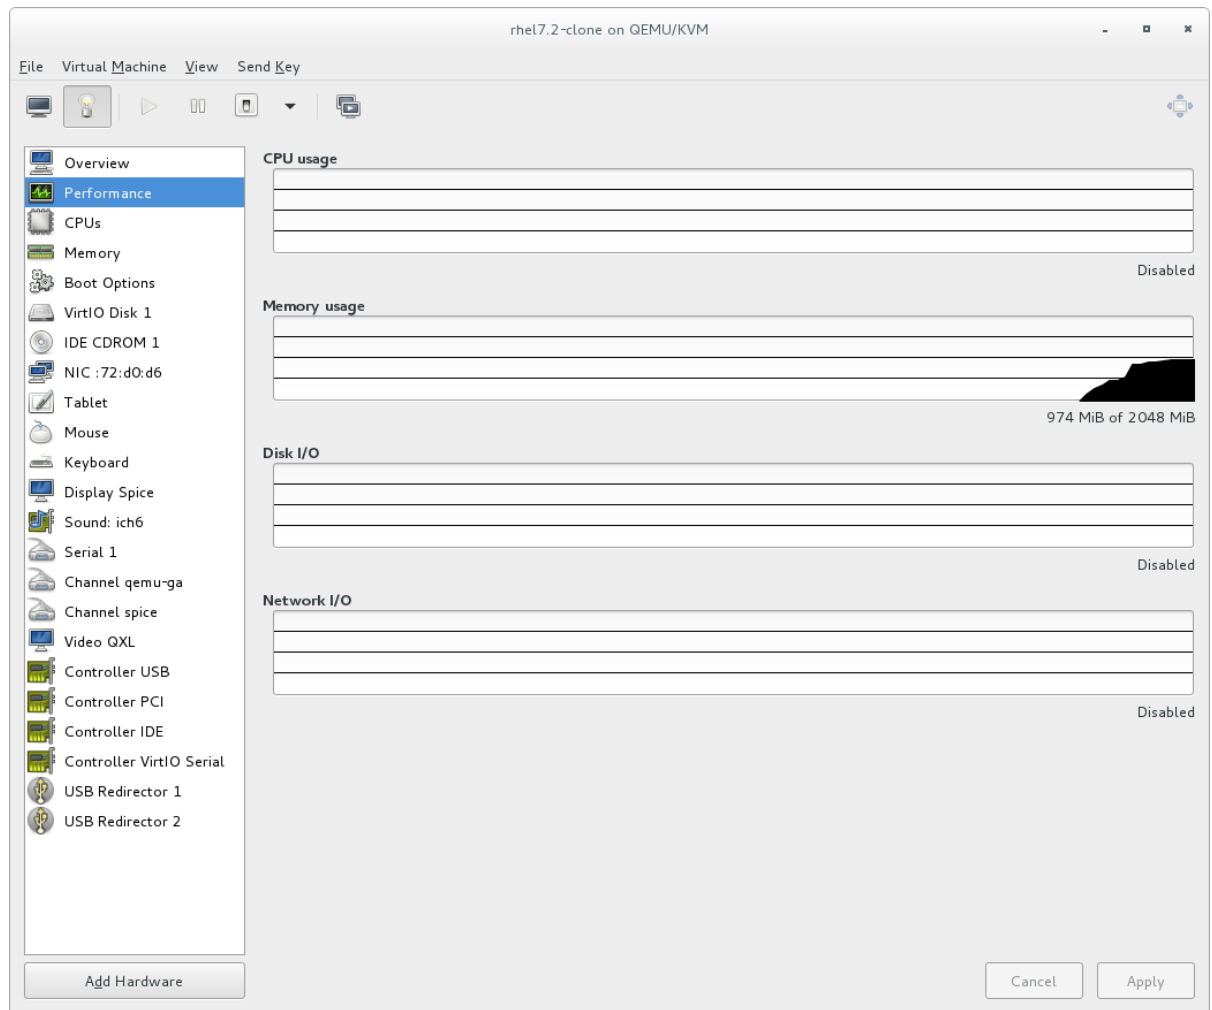 rhel7.2-clone on QEMU/KVM
File Virtual Machine View Send Key
Overview
Performance
CPUs
Memory
Boot Options
VirtIO Disk 1
IDE CDROM 1
NIC :72:d0:d6
Tablet
Mouse
Keyboard
Display Spice
Sound: ich6
Serial 1
Channel qemu-ga
Channel spice
Video QXL
Controller USB
Controller PCI
Controller IDE
Controller VirtIO Serial
USB Redirector 1
USB Redirector 2
Add Hardware
CPU usage
Disabled
Memory usage
974 MiB of 2048 MiB
Disk I/O
Disabled
Network I/O
Disabled
Cancel Apply